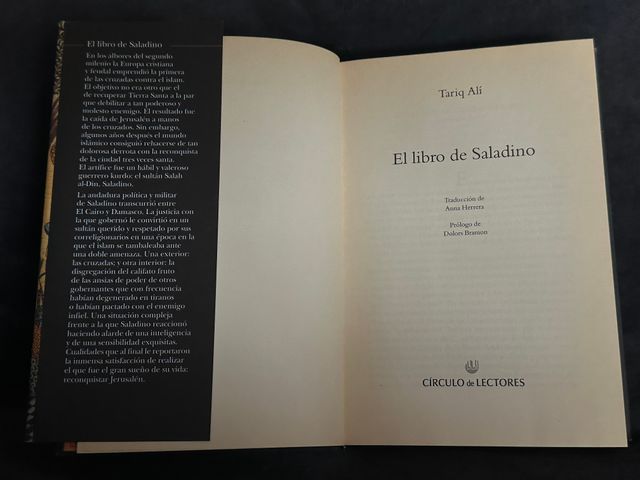 El libro de Saladino
En los albores del segundo
milenio la Europa cristiana
y feudal emprendió la primera
de las cruzadas contra el islam.
El objetivo no era otro que el
de recuperar Tierra Santa a la par
que debilitar a tan poderoso y
molesto enemigo. El resultado fue
la caída de Jerusalén a manos
de los cruzados. Sin embargo,
algunos años después el mundo
islámico consiguió rehacerse de tan
dolorosa derrota con la reconquista
de la ciudad tres veces santa.
El artífice fue un hábil y valeroso
guerrero kurdo: el sultán Salah
al-Din, Saladino.
La andadura política y militar
de Saladino transcurrió entre
El Cairo y Damasco. La justicia con
la que gobernó le convirtió en un
sultán querido y respetado por sus
correligionarios en una época en la
que el islam se tambaleaba ante
una doble amenaza. Una exterior:
las cruzadas; y otra interior: la
disgregación del califato fruto
de las ansias de poder de otros
gobernantes que con frecuencia
habían degenerado en tiranos
o habían pactado con el enemigo
infiel. Una situación compleja
frente a la que Saladino reaccionó
haciendo alarde de una inteligencia
y de una sensibilidad exquisitas.
Cualidades que al final le reportaron
la inmensa satisfacción de realizar
el que fue el gran sueño de su vida:
reconquistar Jerusalén.
Tariq Alí
El libro de Saladino
Traducción de
Anna Herrera
Prólogo de
Dolors Bramon
CÍRCULO de LECTORES